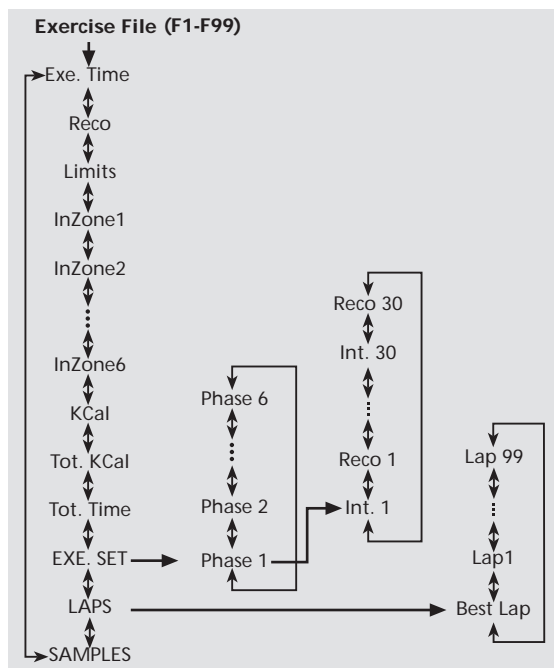 Exercise File (F1-F99)
Exe. Time
Reco
Limits
InZone1
InZone2
InZone6
KCal
Tot. KCal
Tot. Time
EXE. SET
LAPS
SAMPLES
Phase 6
Phase 2
Phase 1
Reco 30
Int. 30
Reco 1
Int. 1
Lap 99
Lap1
Best Lap